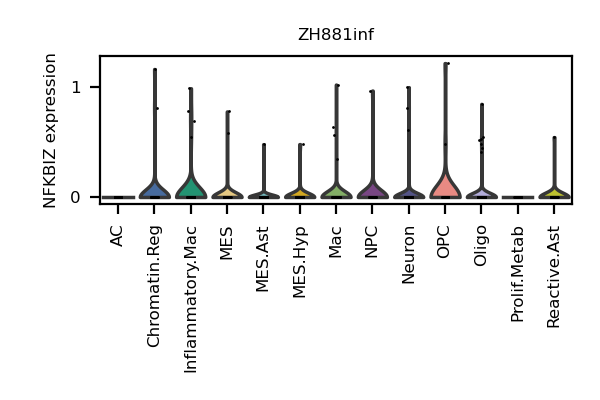 ZH881inf
NFKBIZ expression
1
0
AC
Chromatin.Reg
Inflammatory.Mac
MES
MES.Ast
MES.Hyp
Mac
NPC
Neuron
OPC
Oligo
Prolif.Metab
Reactive.Ast